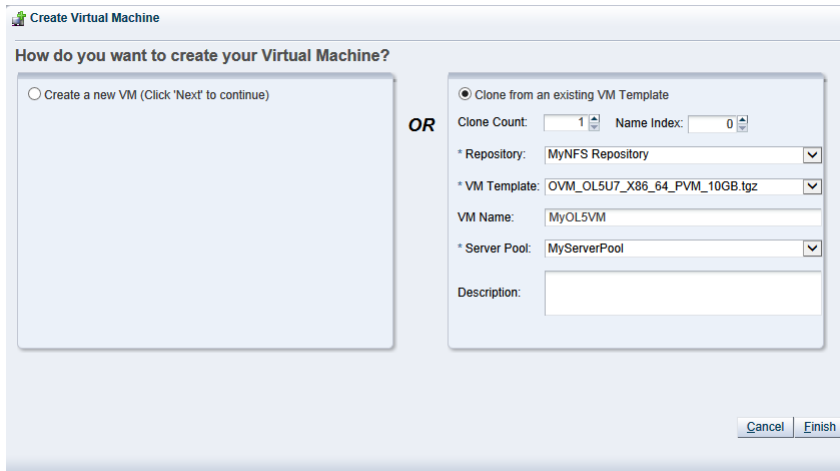 Create Virtual Machine
How do you want to create your Virtual Machine?
Create a new VM (Click 'Next' to continue)
OR
Clone from an existing VM Template
Clone Count: 1 Name Index: 0
* Repository: MyNFS Repository
* VM Template: OVM_OL5U7_X86_64_PVM_10GB.tgz
VM Name: MyOL5VM
* Server Pool: MyServerPool
Description:
Cancel Finish